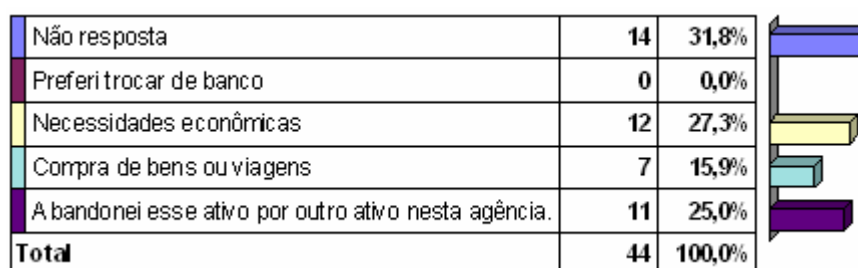 Não resposta 14 31,8%
Preferi trocar de banco 0 0,0%
Necessidades econômicas 12 27,3%
Compra de bens ou viagens 7 15,9%
Abandonei esse ativo por outro ativo nesta agência. 11 25,0%
Total 44 100,0%